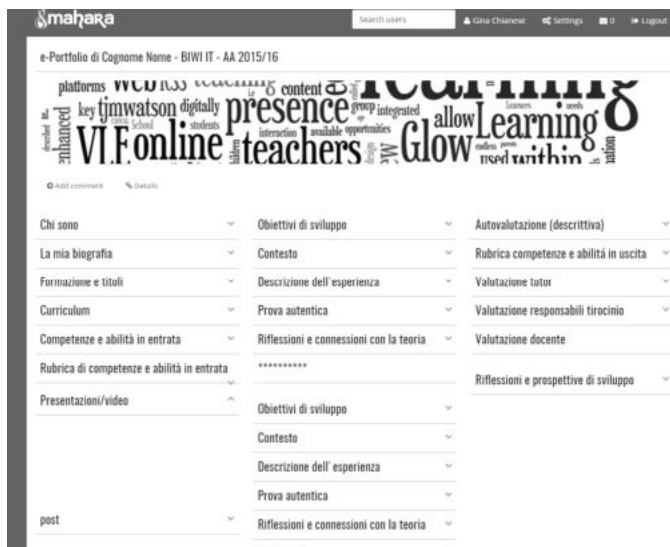 mahara
Search users
Gina Chianese
Settings
0
Logout
e-Portfolio di Cognome Nome - BIWI IT - AA 2015/16
platforms
content
key
tjmwatson
digitally
presence
group
integrated
allow
Learners
needs
enhanced
School
students
interaction
available
opportunities
Learning
VLE
online
teachers
design
Glow
used
within
Add comment
Details
Chi sono
La mia biografia
Formazione e titoli
Curriculum
Competenze e abilità in entrata
Rubrica di competenze e abilità in entrata
Presentazioni/video
post
Obiettivi di sviluppo
Contesto
Descrizione dell'esperienza
Prova autentica
Riflessioni e connessioni con la teoria
**********
Obiettivi di sviluppo
Contesto
Descrizione dell' esperienza
Prova autentica
Riflessioni e connessioni con la teoria
Autovalutazione (descrittiva)
Rubrica competenze e abilitá in uscita
Valutazione tutor
Valutazione responsabili tirocinio
Valutazione docente
Riflessioni e prospettive di sviluppo